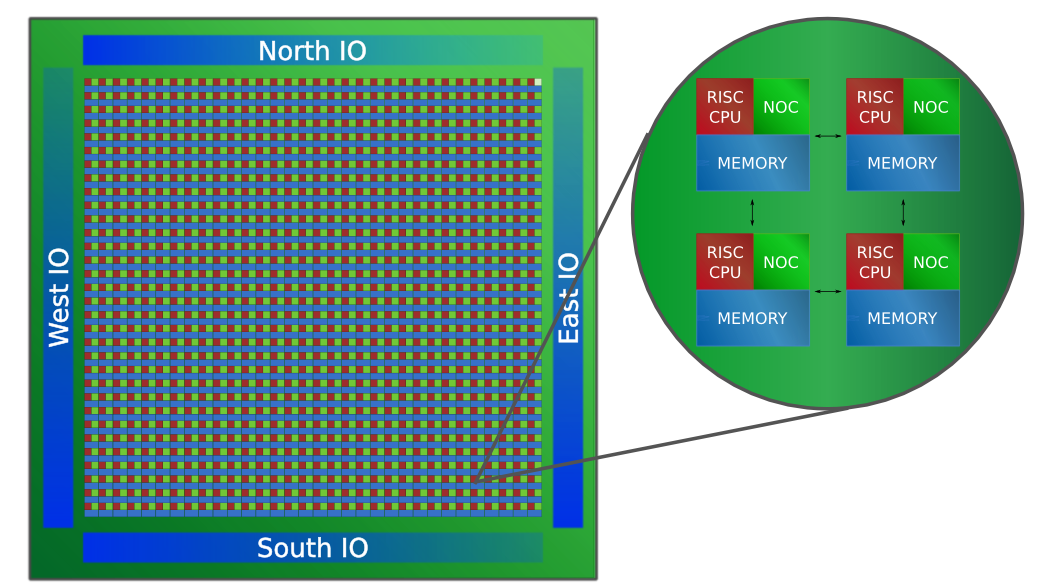 North IO
West IO
East IO
South IO
RISC
CPU
NOC
MEMORY
RISC
CPU
NOC
MEMORY
RISC
CPU
NOC
MEMORY
RISC
CPU
NOC
MEMORY